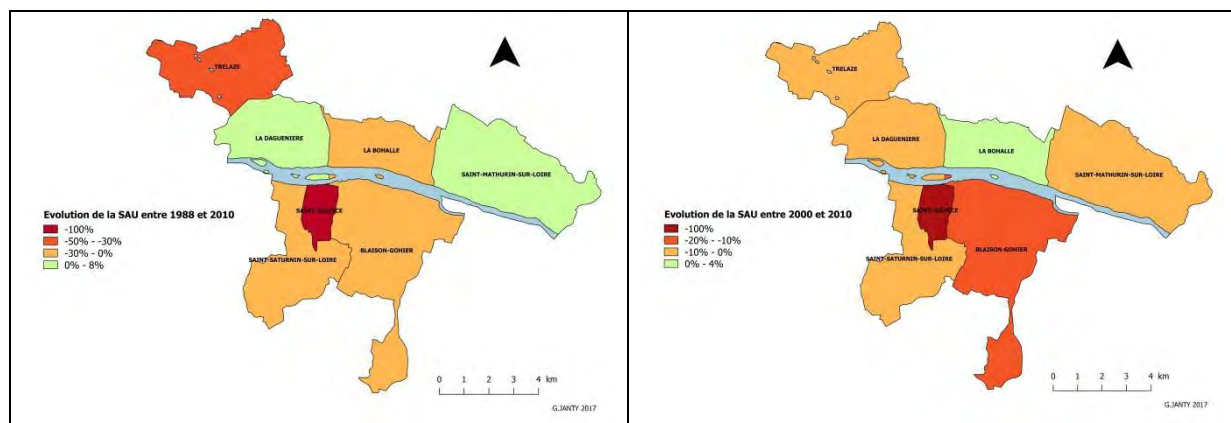 TRELAZE
LA DAGUENIERE
LA BOHALLE
SAINT-MATHURIN-SUR-LOIRE
Evolution de la SAU entre 1988 et 2010
-100%
-50% - -30%
-30% - 0%
0% - 8%
BLAISON-GOHIER
SAINT-SATURNIN-SUR-LOIRE
0 1 2 3 4 km
G.JANTY 2017
TRELAZE
LA DAGUENIERE
LA BOHALLE
SAINT-MATHURIN-SUR-LOIRE
Evolution de la SAU entre 2000 et 2010
-100%
-20% - -10%
-10% - 0%
0% - 4%
BLAISON-GOHIER
SAINT-SATURNIN-SUR-LOIRE
0 1 2 3 4 km
G.JANTY 2017